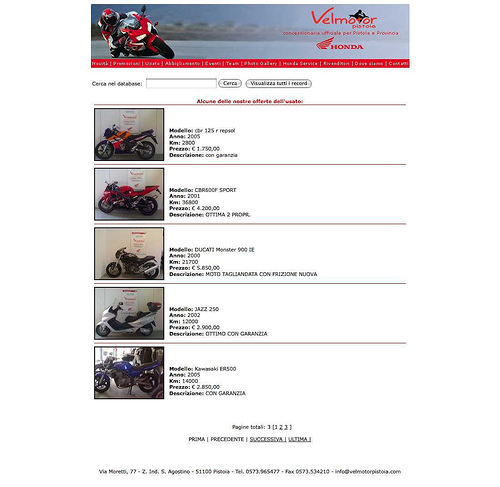 Velmotor
pistoia
concessionaria ufficiale per Pistoia e Provincia
HONDA
Novità | Promozioni | Usato | Abbigliamento | Eventi | Team | Photo Gallery | Honda Service | Rivenditori | Dove siamo | Contatti
Cerca nel database: Cerca Visualizza tutti i record
Alcune delle nostre offerte dell'usato:
Modello: cbr 125 r repsol
Anno: 2005
Km: 2800
Prezzo: € 1.750,00
Descrizione: con garanzia
Modello: CBR600F SPORT
Anno: 2001
Km: 36800
Prezzo: € 4.200,00
Descrizione: OTTIMA 2 PROPR.
Modello: DUCATI Monster 900 IE
Anno: 2000
Km: 21700
Prezzo: € 5.850,00
Descrizione: MOTO TAGLIANDATA CON FRIZIONE NUOVA
Modello: JAZZ 250
Anno: 2002
Km: 12000
Prezzo: € 2.900,00
Descrizione: OTTIMO CON GARANZIA
Modello: Kawasaki ER500
Anno: 2005
Km: 14000
Prezzo: € 2.850,00
Descrizione: CON GARANZIA
Pagine totali: 3 [1 2 3 ]
PRIMA | PRECEDENTE | SUCCESSIVA | ULTIMA |
Via Moretti, 77 - Z. Ind. S. Agostino - 51100 Pistoia - Tel. 0573.965477 - Fax 0573.534210 - info@velmotorpistoia.com